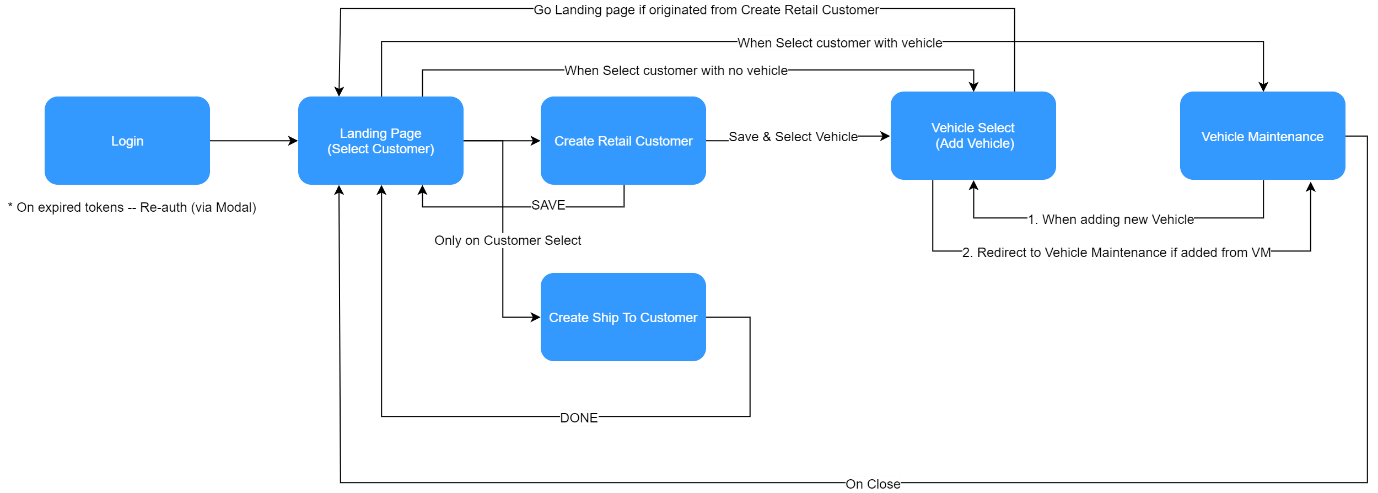 Go Landing page if originated from Create Retail Customer
When Select customer with vehicle
When Select customer with no vehicle
Login
Landing Page
(Select Customer)
Create Retail Customer
Save & Select Vehicle
Vehicle Select
(Add Vehicle)
Vehicle Maintenance
* On expired tokens -- Re-auth (via Modal)
SAVE
1. When adding new Vehicle
Only on Customer Select
2. Redirect to Vehicle Maintenance if added from VM
Create Ship To Customer
DONE
On Close